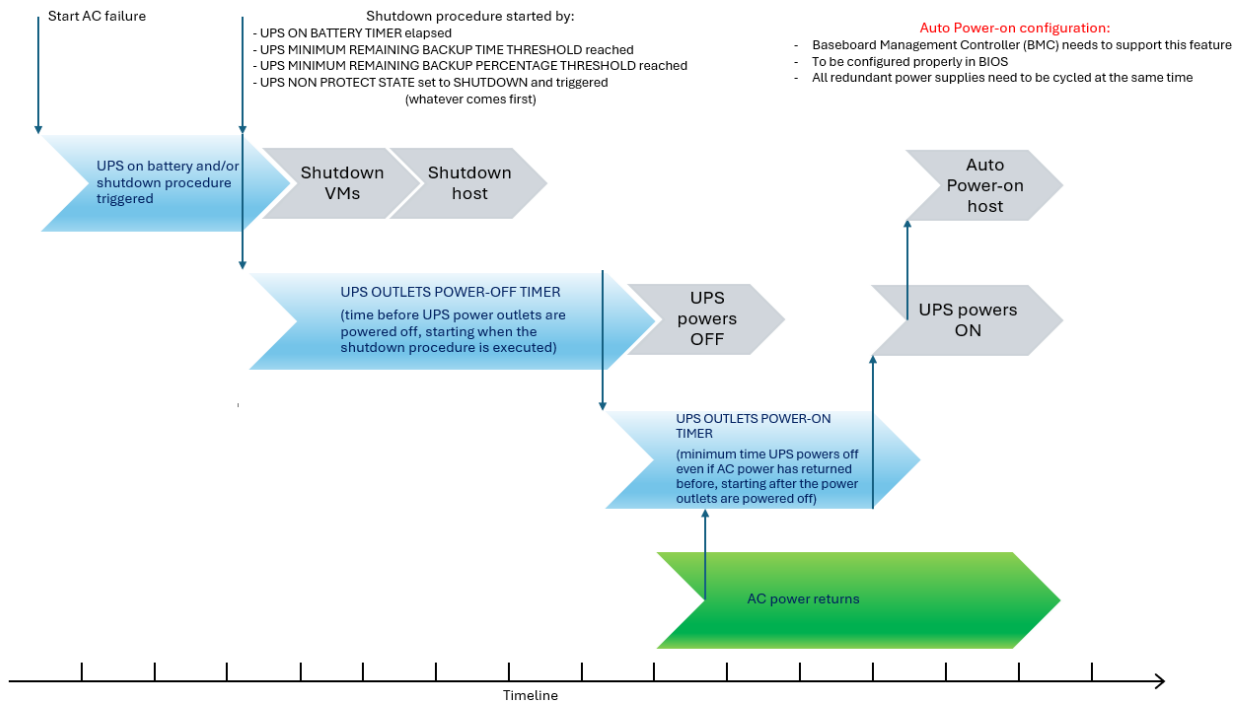 Start AC failure
Shutdown procedure started by:
- UPS ON BATTERY TIMER elapsed
- UPS MINIMUM REMAINING BACKUP TIME THRESHOLD reached
- UPS MINIMUM REMAINING BACKUP PERCENTAGE THRESHOLD reached
- UPS NON PROTECT STATE set to SHUTDOWN and triggered
(whatever comes first)
Auto Power-on configuration:
- Baseboard Management Controller (BMC) needs to support this feature
- To be configured properly in BIOS
- All redundant power supplies need to be cycled at the same time
UPS on battery and/or
shutdown procedure
triggered
Shutdown
VMs
Shutdown
host
Auto
Power-on
host
UPS OUTLETS POWER-OFF TIMER
(time before UPS power outlets are
powered off, starting when the
shutdown procedure is executed)
UPS
powers
OFF
UPS powers
ON
UPS OUTLETS POWER-ON
TIMER
(minimum time UPS powers off
even if AC power has returned
before, starting after the power
outlets are powered off)
AC power returns
Timeline